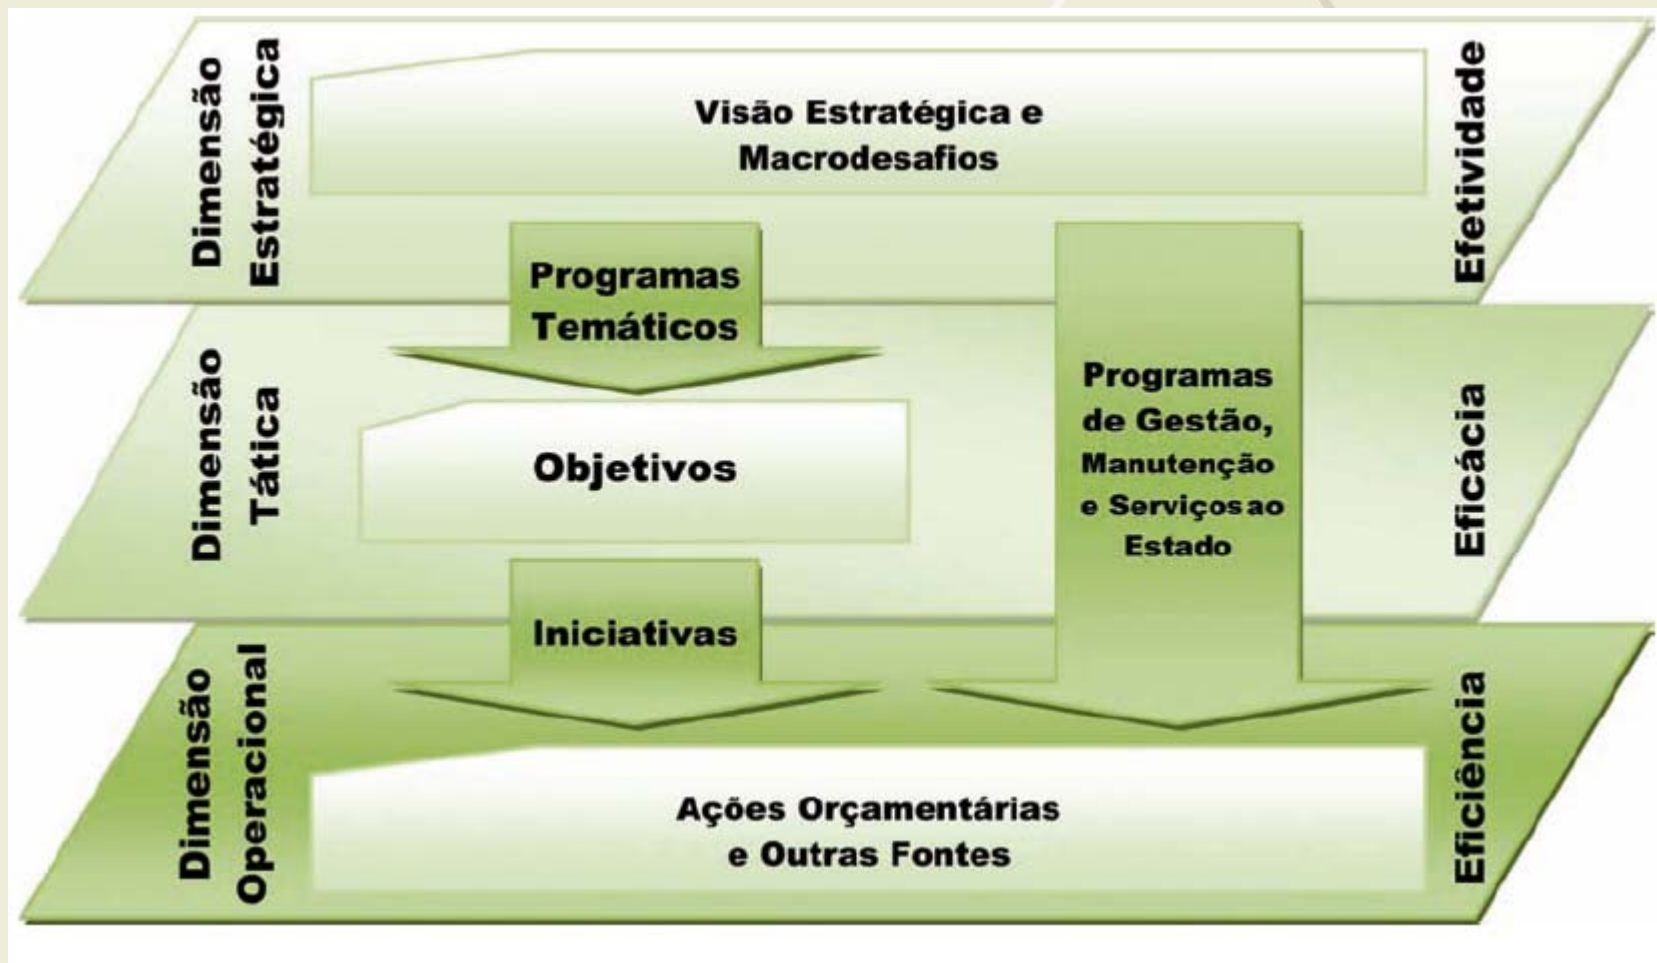 Dimensão
Estratégica
Visão Estratégica e
Macrodesafios
Efetividade
Programas
Temáticos
Programas
de Gestão,
Manutenção
e Serviços ao
Estado
Dimensão
Tática
Objetivos
Eficácia
Iniciativas
Dimensão
Operacional
Ações Orçamentárias
e Outras Fontes
Eficiência